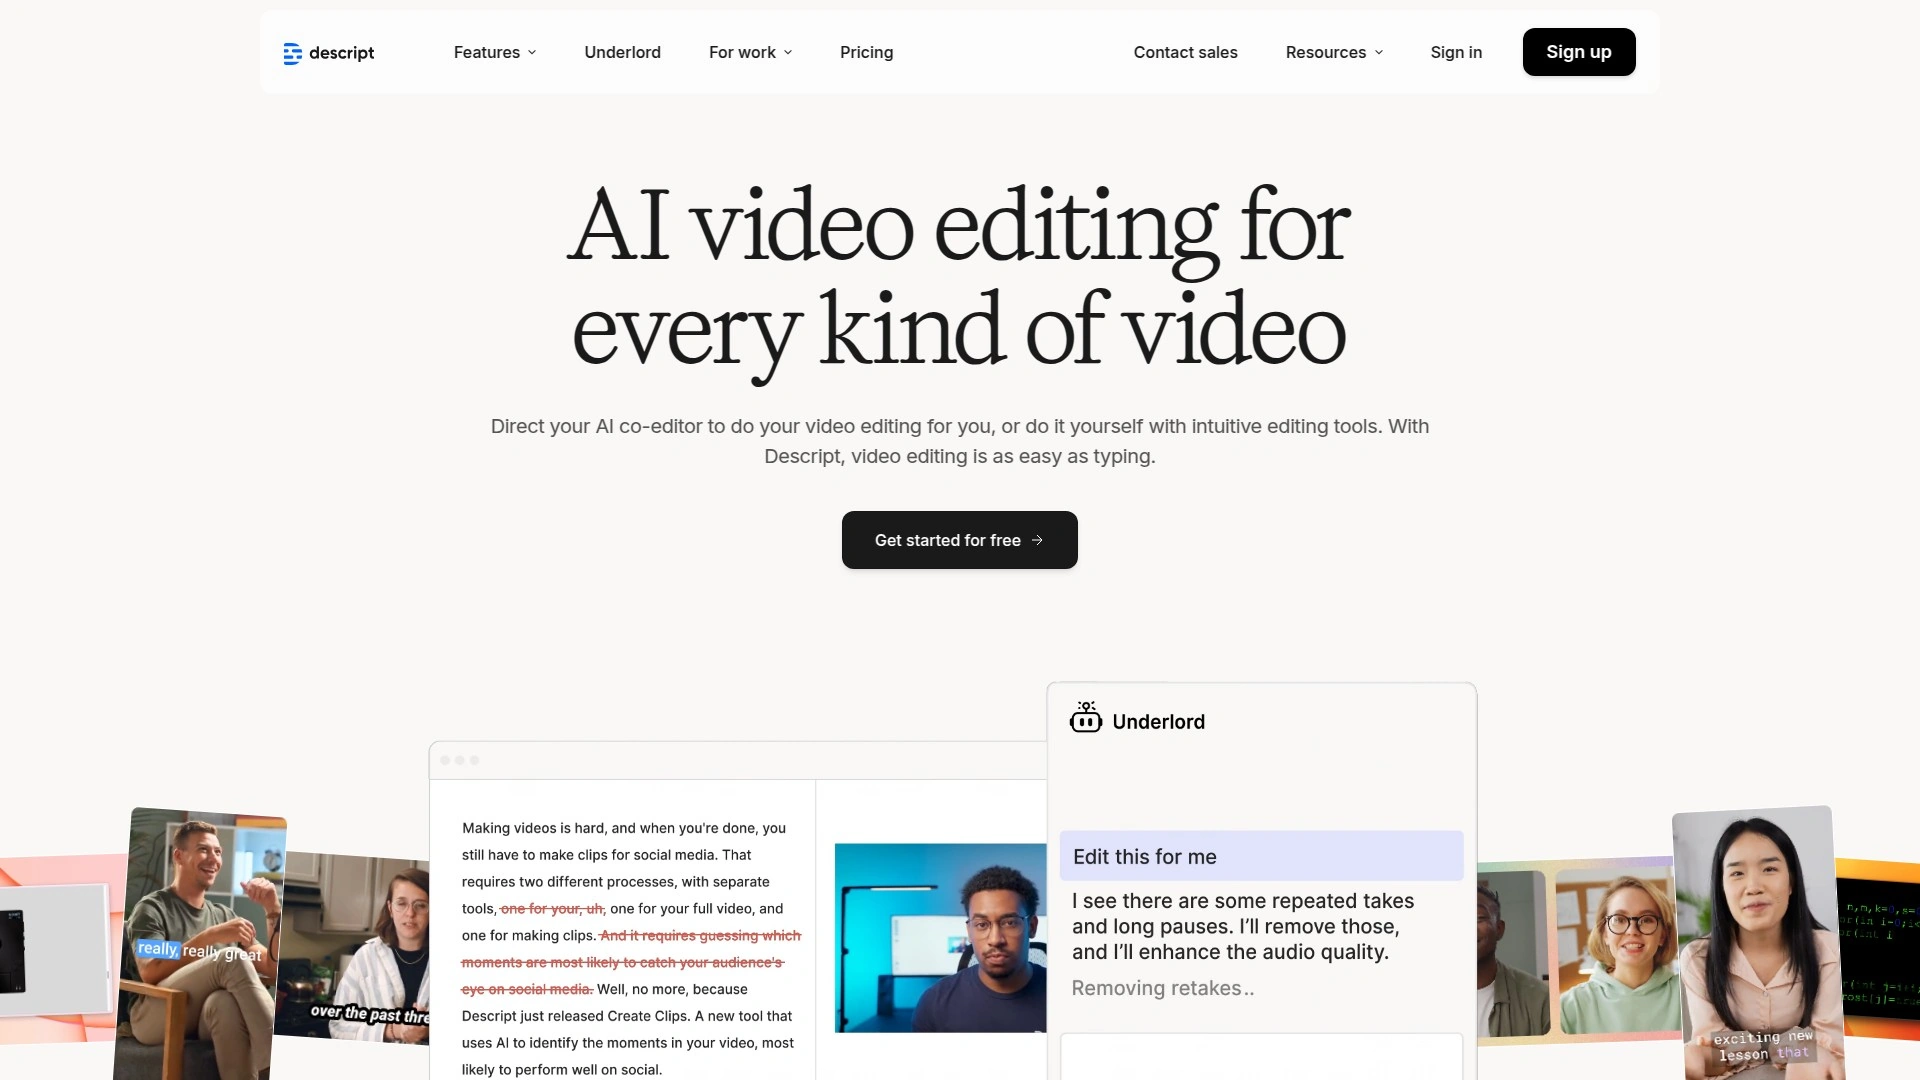 descript
Features
Underlord
For work
Pricing
Contact sales
Resources
Sign in
Sign up
AI video editing for
every kind of video
Direct your AI co-editor to do your video editing for you, or do it yourself with intuitive editing tools. With
Descript, video editing is as easy as typing.
Get started for free →
Making videos is hard, and when you're done, you
still have to make clips for social media. That
requires two different processes, with separate
tools, one for your, uh, one for your full video, and
one for making clips. And it requires guessing which
moments are most likely to catch your audience's
eye on social media. Well, no more, because
Descript just released Create Clips. A new tool that
uses AI to identify the moments in your video, most
likely to perform well on social.
Underlord
Edit this for me
I see there are some repeated takes
and long pauses. I’ll remove those,
and I’ll enhance the audio quality.
Removing retakes..
really, really great
over the past thre
exciting new
lesson that